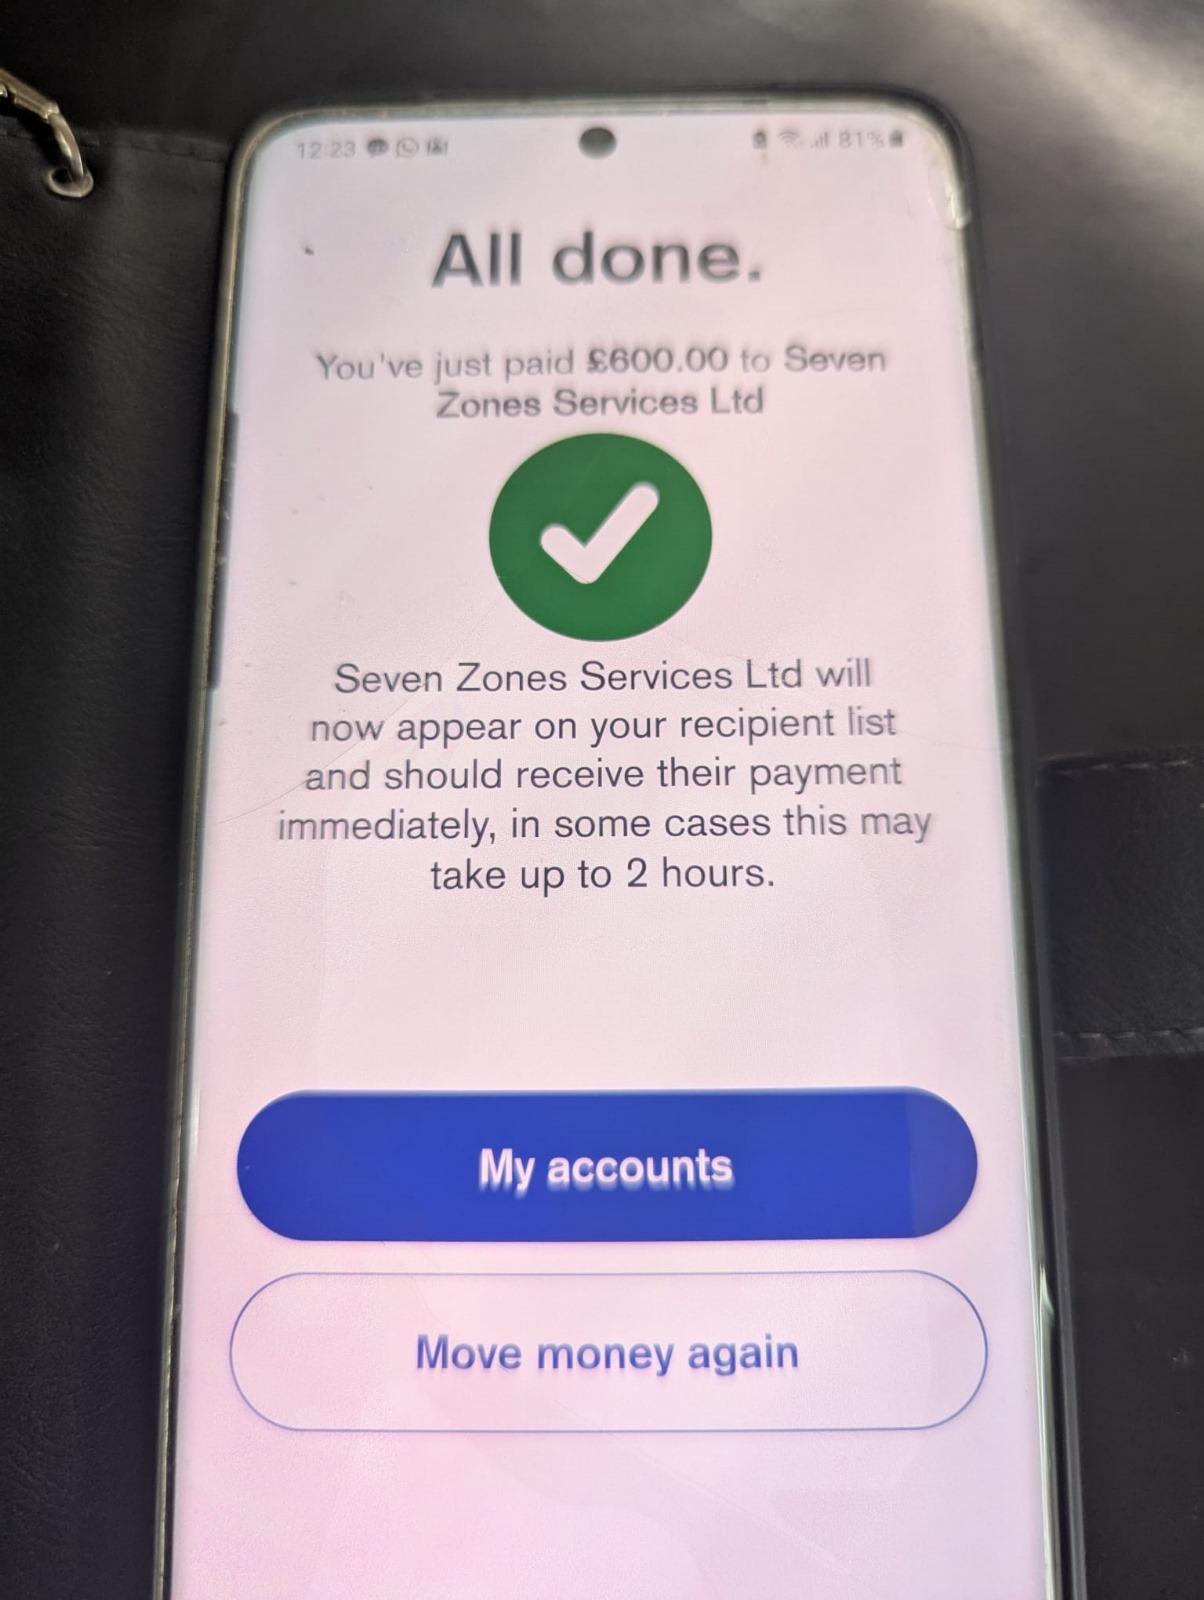 12:23 81%
All done.
You've just paid £600.00 to Seven
Zones Services Ltd
Seven Zones Services Ltd will
now appear on your recipient list
and should receive their payment
immediately, in some cases this may
take up to 2 hours.
My accounts
Move money again